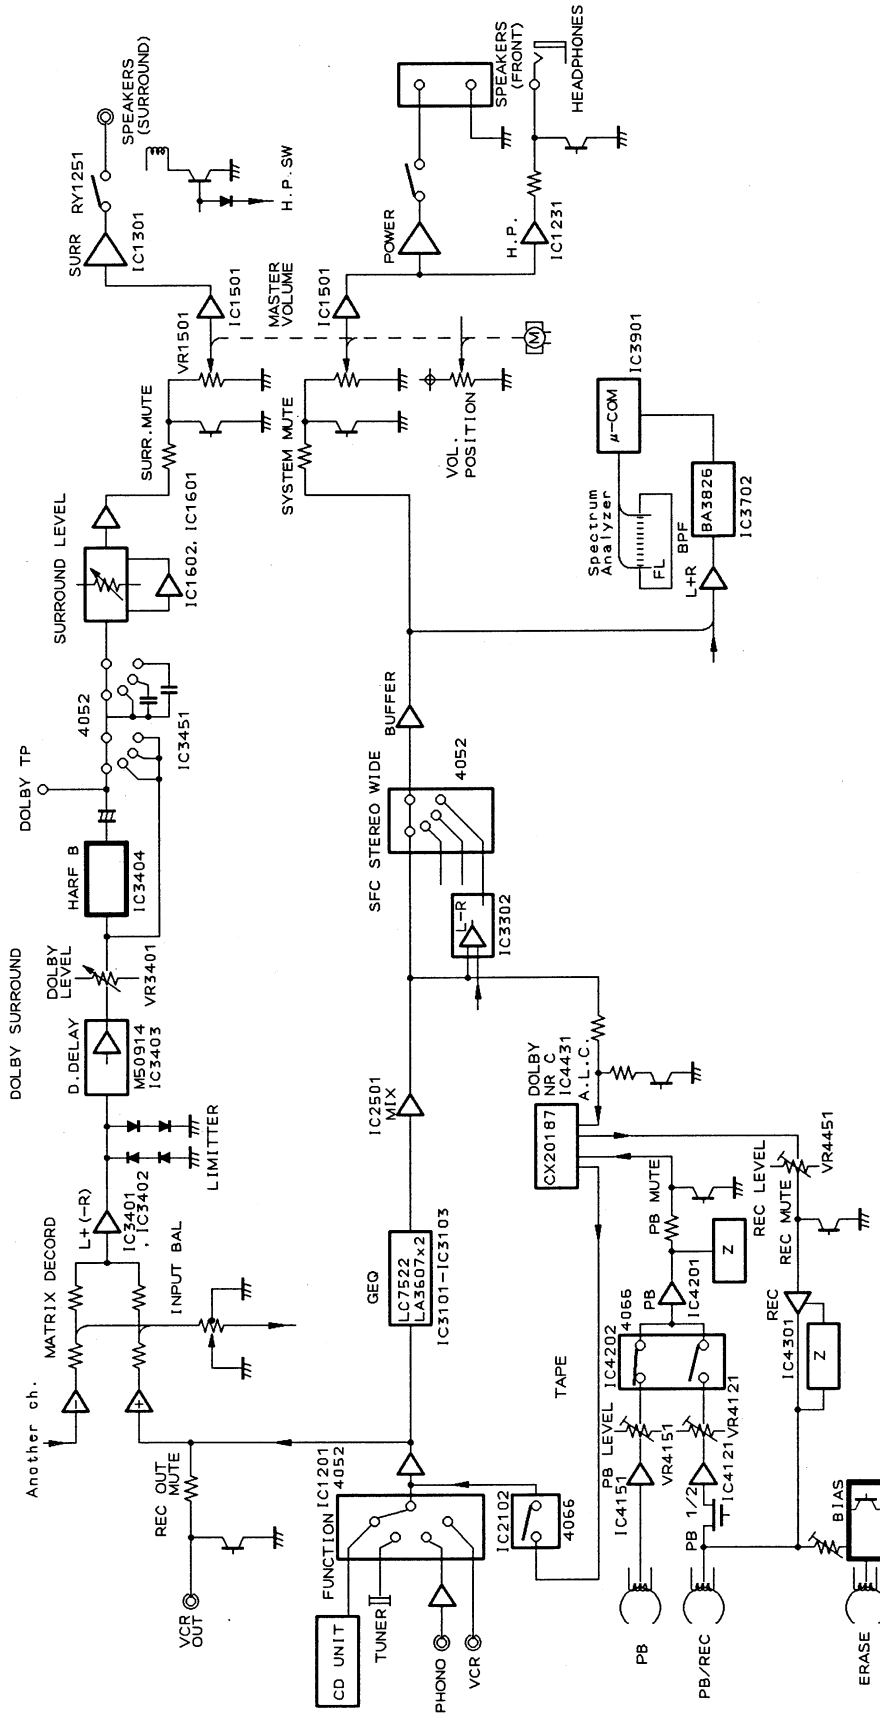 SPEAKERS
(SURROUND)
RY1251
SURR
IC1301
H.P.SW
SPEAKERS
(FRONT)
HEADPHONES
POWER
H.P.
IC1231
VR1501
IC1501
MASTER
VOLUME
IC1501
SURR.MUTE
SYSTEM MUTE
VOL.
POSITION
M
IC3901
μ-COM
Spectrum
Analyzer
FL
BPF
BA3826
IC3702
L+R
SURROUND LEVEL
IC1602, IC1601
4052
IC3451
DOLBY TP
HARF B
IC3404
DOLBY SURROUND
DOLBY
LEVEL
VR3401
D.DELAY
M50914
IC3403
LIMITTER
L+(-R)
IC3401
, IC3402
MATRIX DECORD
INPUT BAL
Another ch.
-
+
BUFFER
SFC STEREO WIDE
4052
L-R
IC3302
IC2501
MIX
GEQ
LC7522
LA3607x2
IC3101-IC3103
REC OUT
MUTE
VCR
OUT
FUNCTION
IC1201
4052
CD UNIT
TUNER
PHONO
VCR
IC2102
4066
TAPE
DOLBY
NR C
IC4431
CX20187
A.L.C.
PB MUTE
REC LEVEL
VR4451
REC MUTE
Z
PB
IC4201
IC4202
4066
REC
IC4301
Z
PB LEVEL
VR4151
VR4121
IC4151
IC4121
PB 1/2
BIAS
PB
PB/REC
ERASE